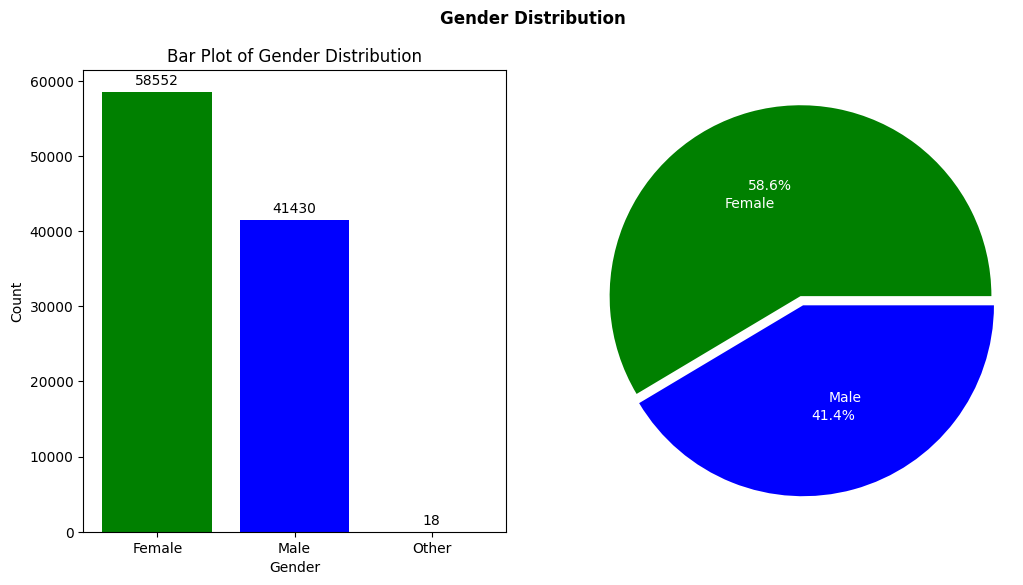 Gender Distribution
Bar Plot of Gender Distribution
60000
50000
40000
30000
20000
10000
0
Count
58552
41430
18
Female
Male
Other
Gender
58.6%
Female
Male
41.4%